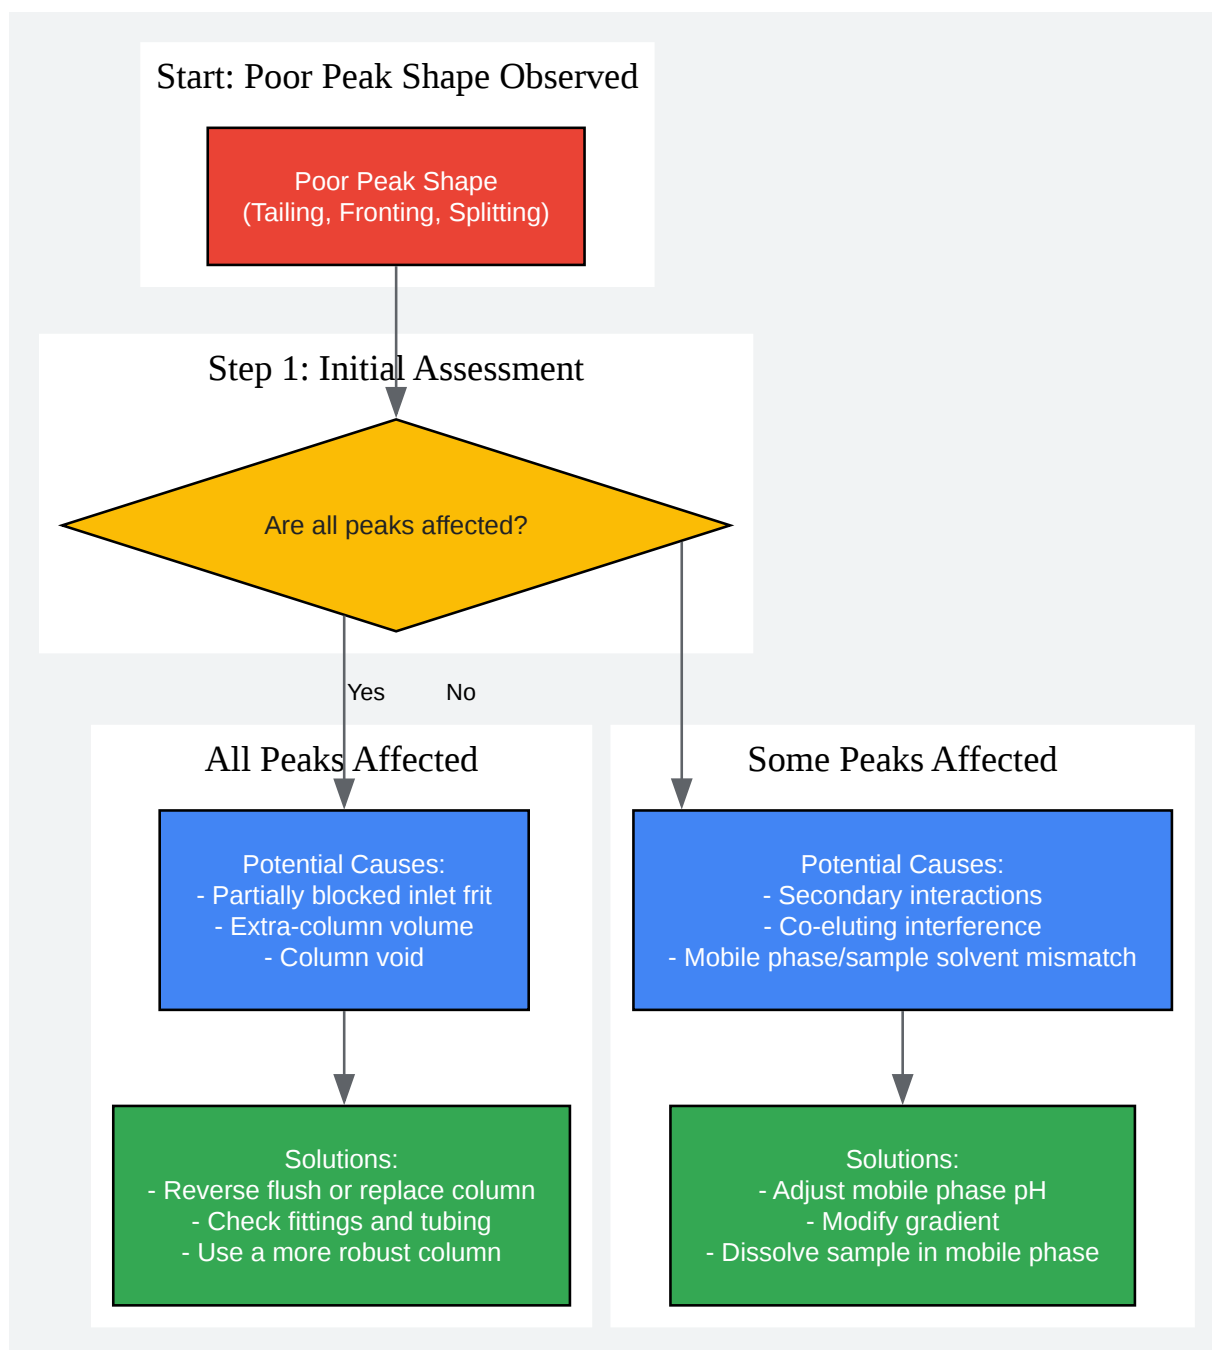 Start: Poor Peak Shape Observed
Poor Peak Shape
(Tailing, Fronting, Splitting)
Step 1: Initial Assessment
Are all peaks affected?
Yes
No
All Peaks Affected
Potential Causes:
- Partially blocked inlet frit
- Extra-column volume
- Column void
Solutions:
- Reverse flush or replace column
- Check fittings and tubing
- Use a more robust column
Some Peaks Affected
Potential Causes:
- Secondary interactions
- Co-eluting interference
- Mobile phase/sample solvent mismatch
Solutions:
- Adjust mobile phase pH
- Modify gradient
- Dissolve sample in mobile phase